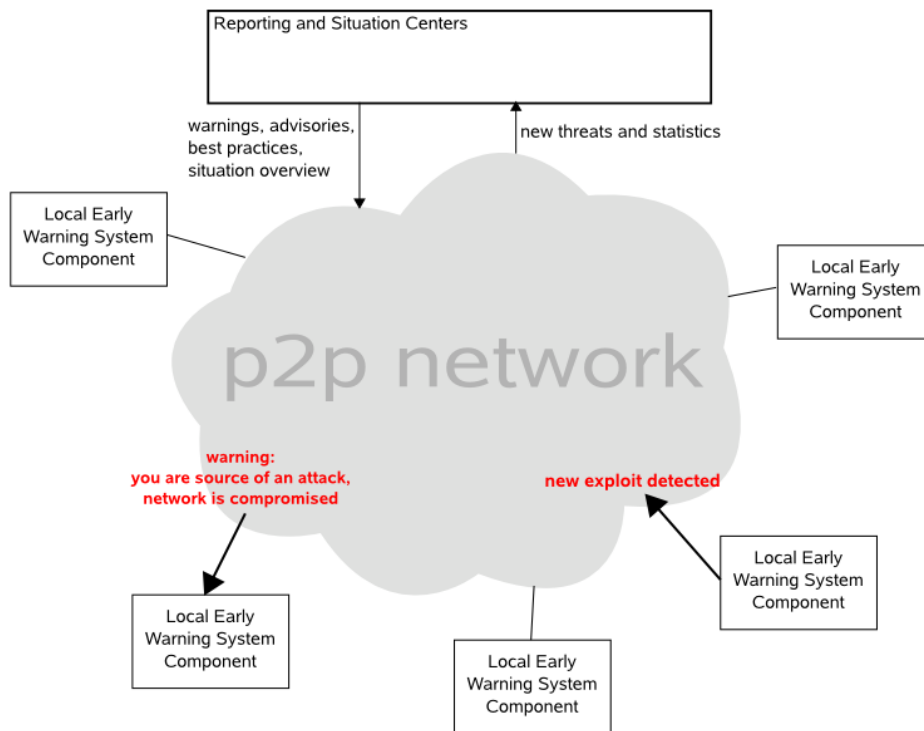 Reporting and Situation Centers
warnings, advisories,
best practices,
situation overview
new threats and statistics
Local Early
Warning System
Component
Local Early
Warning System
Component
p2p network
warning:
you are source of an attack,
network is compromised
new exploit detected
Local Early
Warning System
Component
Local Early
Warning System
Component
Local Early
Warning System
Component